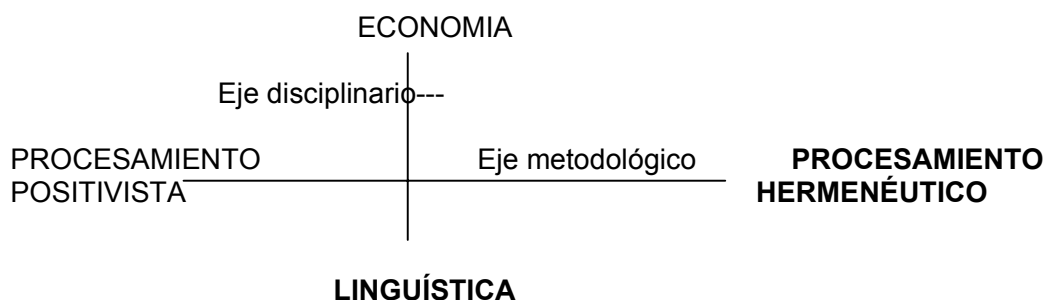 ECONOMIA
Eje disciplinario---
PROCESAMIENTO Eje metodológico PROCESAMIENTO
POSITIVISTA HERMENÉUTICO
LINGUÍSTICA